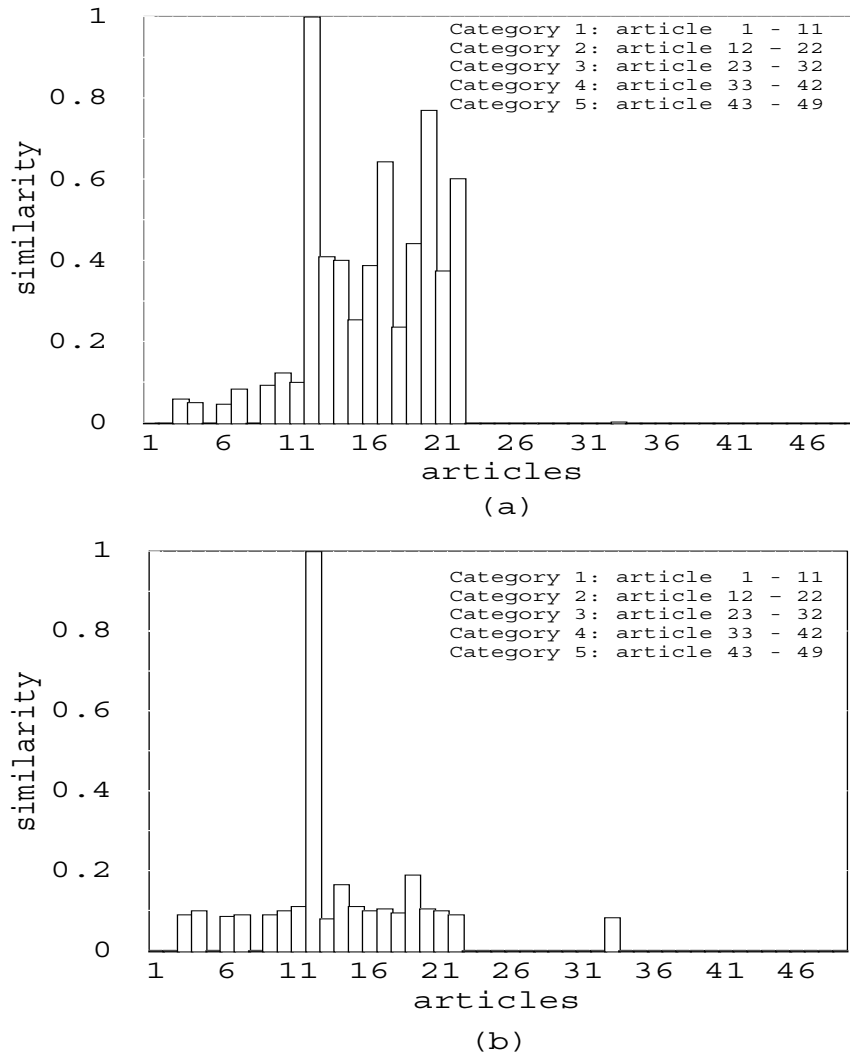 1
0.8
0.6
0.4
0.2
0
similarity
Category 1: article 1 - 11
Category 2: article 12 – 22
Category 3: article 23 - 32
Category 4: article 33 - 42
Category 5: article 43 - 49
1 6 11 16 21 26 31 36 41 46
articles
(a)
1
0.8
0.6
0.4
0.2
0
similarity
Category 1: article 1 - 11
Category 2: article 12 – 22
Category 3: article 23 - 32
Category 4: article 33 - 42
Category 5: article 43 - 49
1 6 11 16 21 26 31 36 41 46
articles
(b)